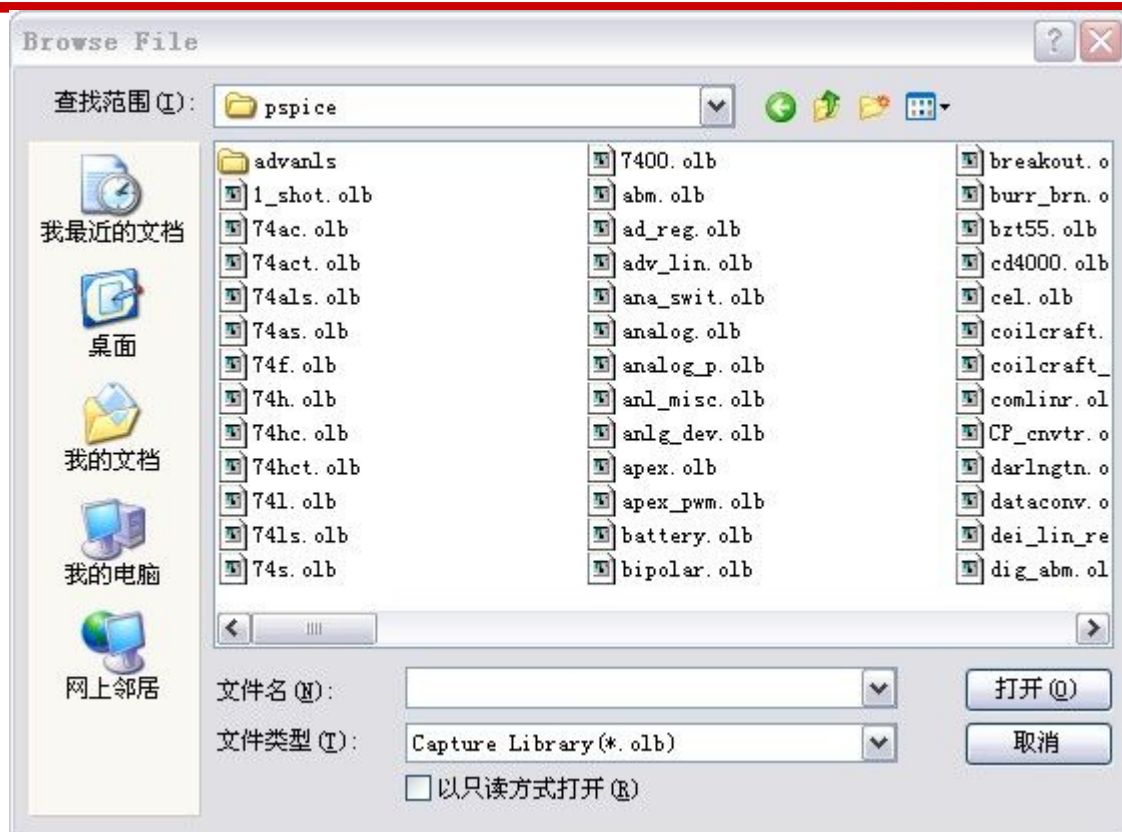 Browse File
查找范围(I):
pspice
我最近的文档
桌面
我的文档
我的电脑
网上邻居
advanls
1_shot.olb
74ac.olb
74act.olb
74als.olb
74as.olb
74f.olb
74h.olb
74hc.olb
74hct.olb
74l.olb
74ls.olb
74s.olb
7400.olb
abm.olb
ad_reg.olb
adv_lin.olb
ana_swit.olb
analog.olb
analog_p.olb
anl_misc.olb
anlg_dev.olb
apex.olb
apex_pwm.olb
battery.olb
bipolar.olb
breakout.o
burr_brn.o
bzt55.olb
cd4000.olb
cel.olb
coilcraft.
coilcraft_
comlinr.ol
CP_cnvtr.o
darlngtn.o
dataconv.o
dei_lin_re
dig_abm.ol
文件名(N):
打开(O)
文件类型(T):
Capture Library(*.olb)
取消
以只读方式打开(R)